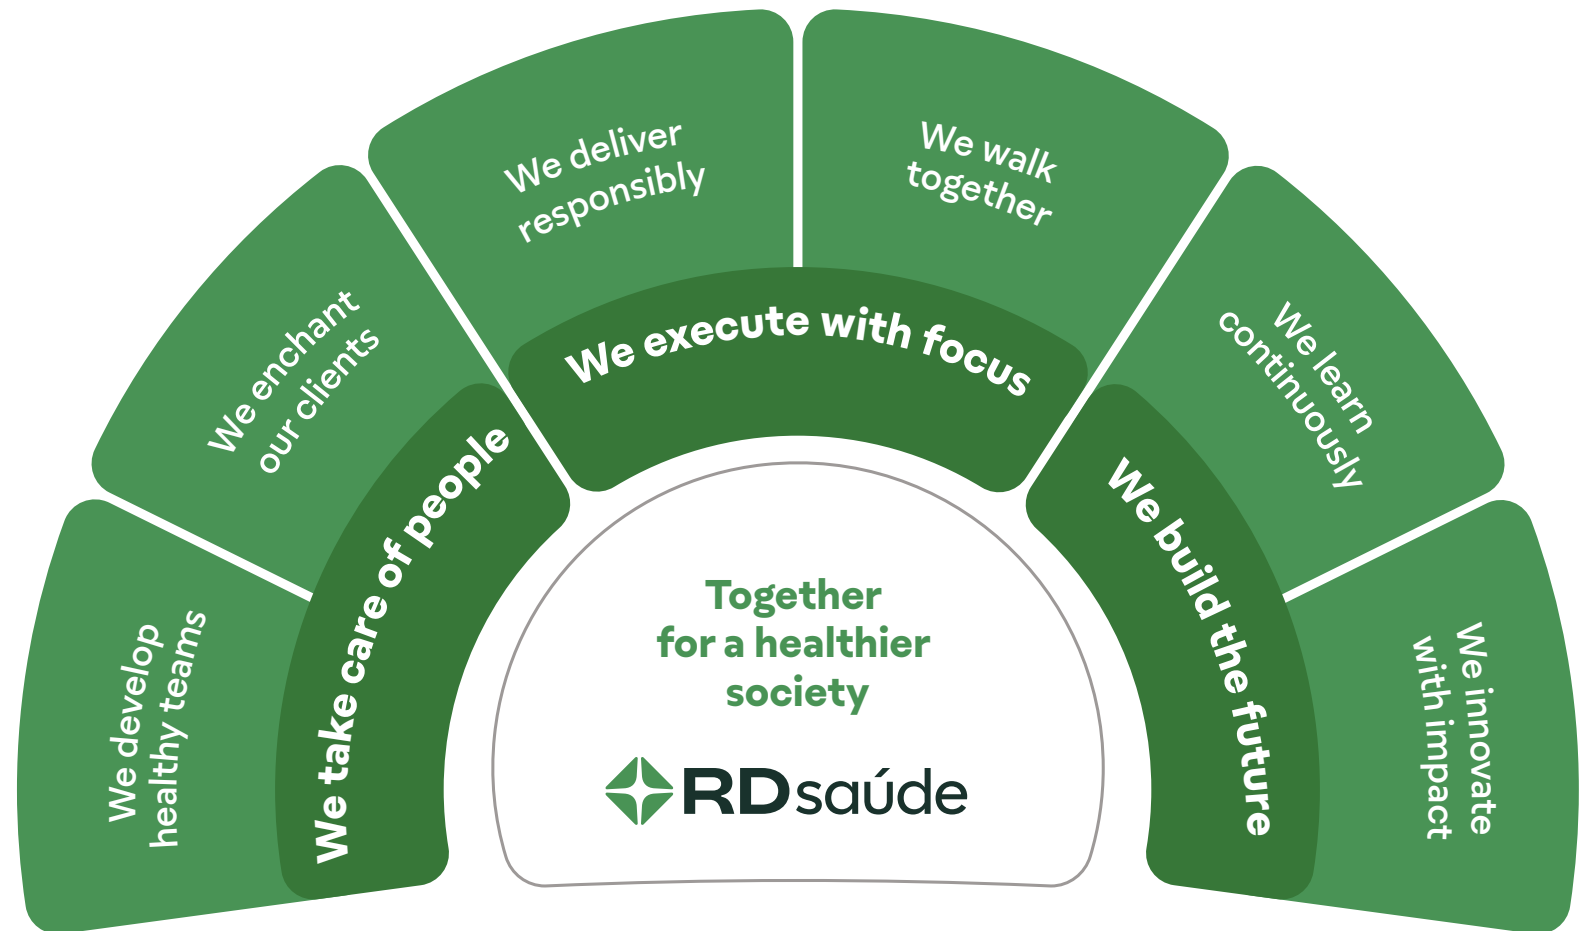 We develop
healthy teams
We enchant
our clients
We take care of people
We deliver
responsibly
We walk
together
We execute with focus
We learn
continuously
We innovate
with impact
We build the future
Together
for a healthier
society
RDsaúde